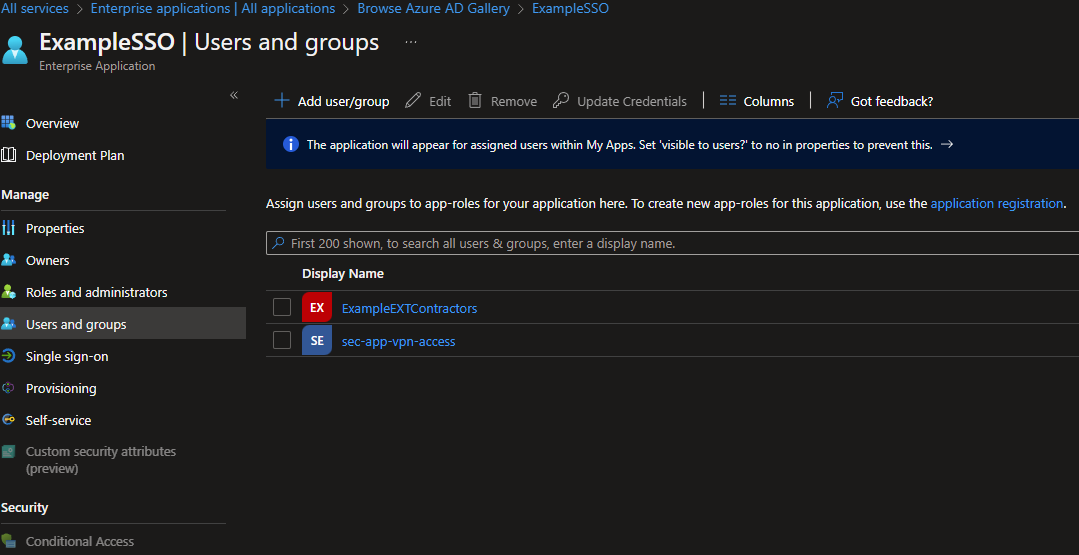 All services > Enterprise applications | All applications > Browse Azure AD Gallery > ExampleSSO
ExampleSSO | Users and groups ...
Enterprise Application
«
Add user/group Edit Remove Update Credentials Columns Got feedback?
Overview
Deployment Plan
Manage
Properties
Owners
Roles and administrators
Users and groups
Single sign-on
Provisioning
Self-service
Custom security attributes
(preview)
Security
Conditional Access
The application will appear for assigned users within My Apps. Set 'visible to users?' to no in properties to prevent this. →
Assign users and groups to app-roles for your application here. To create new app-roles for this application, use the application registration.
First 200 shown, to search all users & groups, enter a display name.
Display Name
EX ExampleEXTContractors
SE sec-app-vpn-access